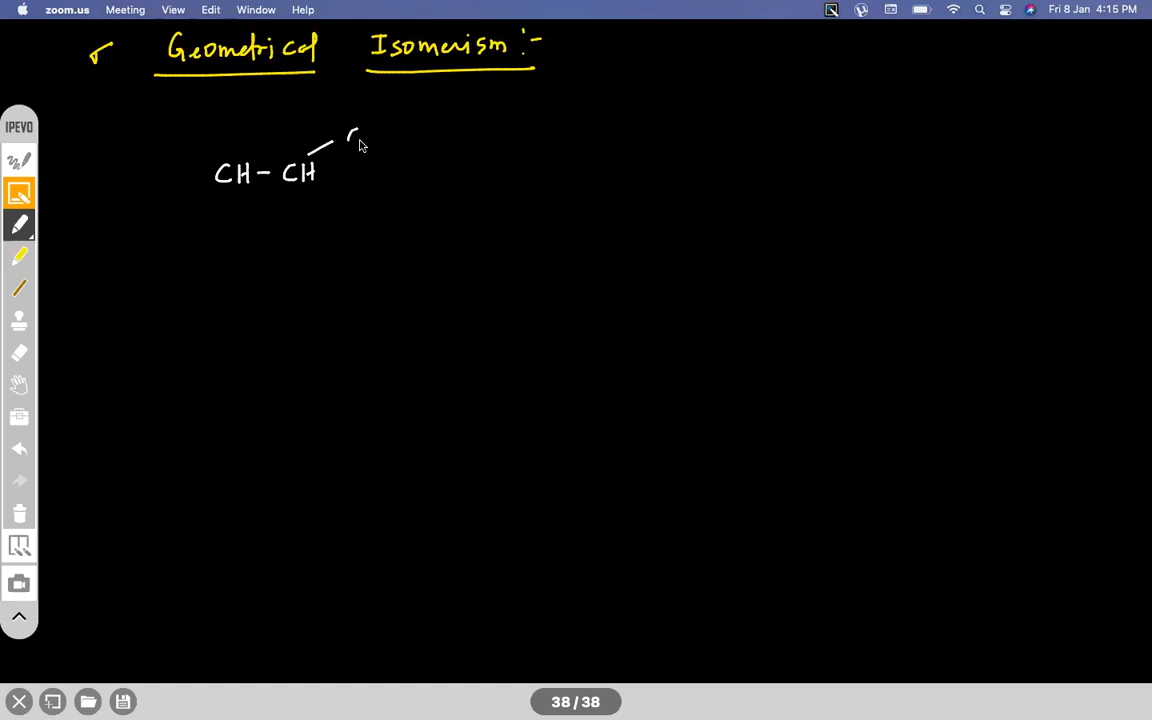 zoom.us Meeting View Edit Window Help Fri 8 Jan 4:15 PM
Geometrical Isomerism :-
IPEVO
CH - CH
38 / 38